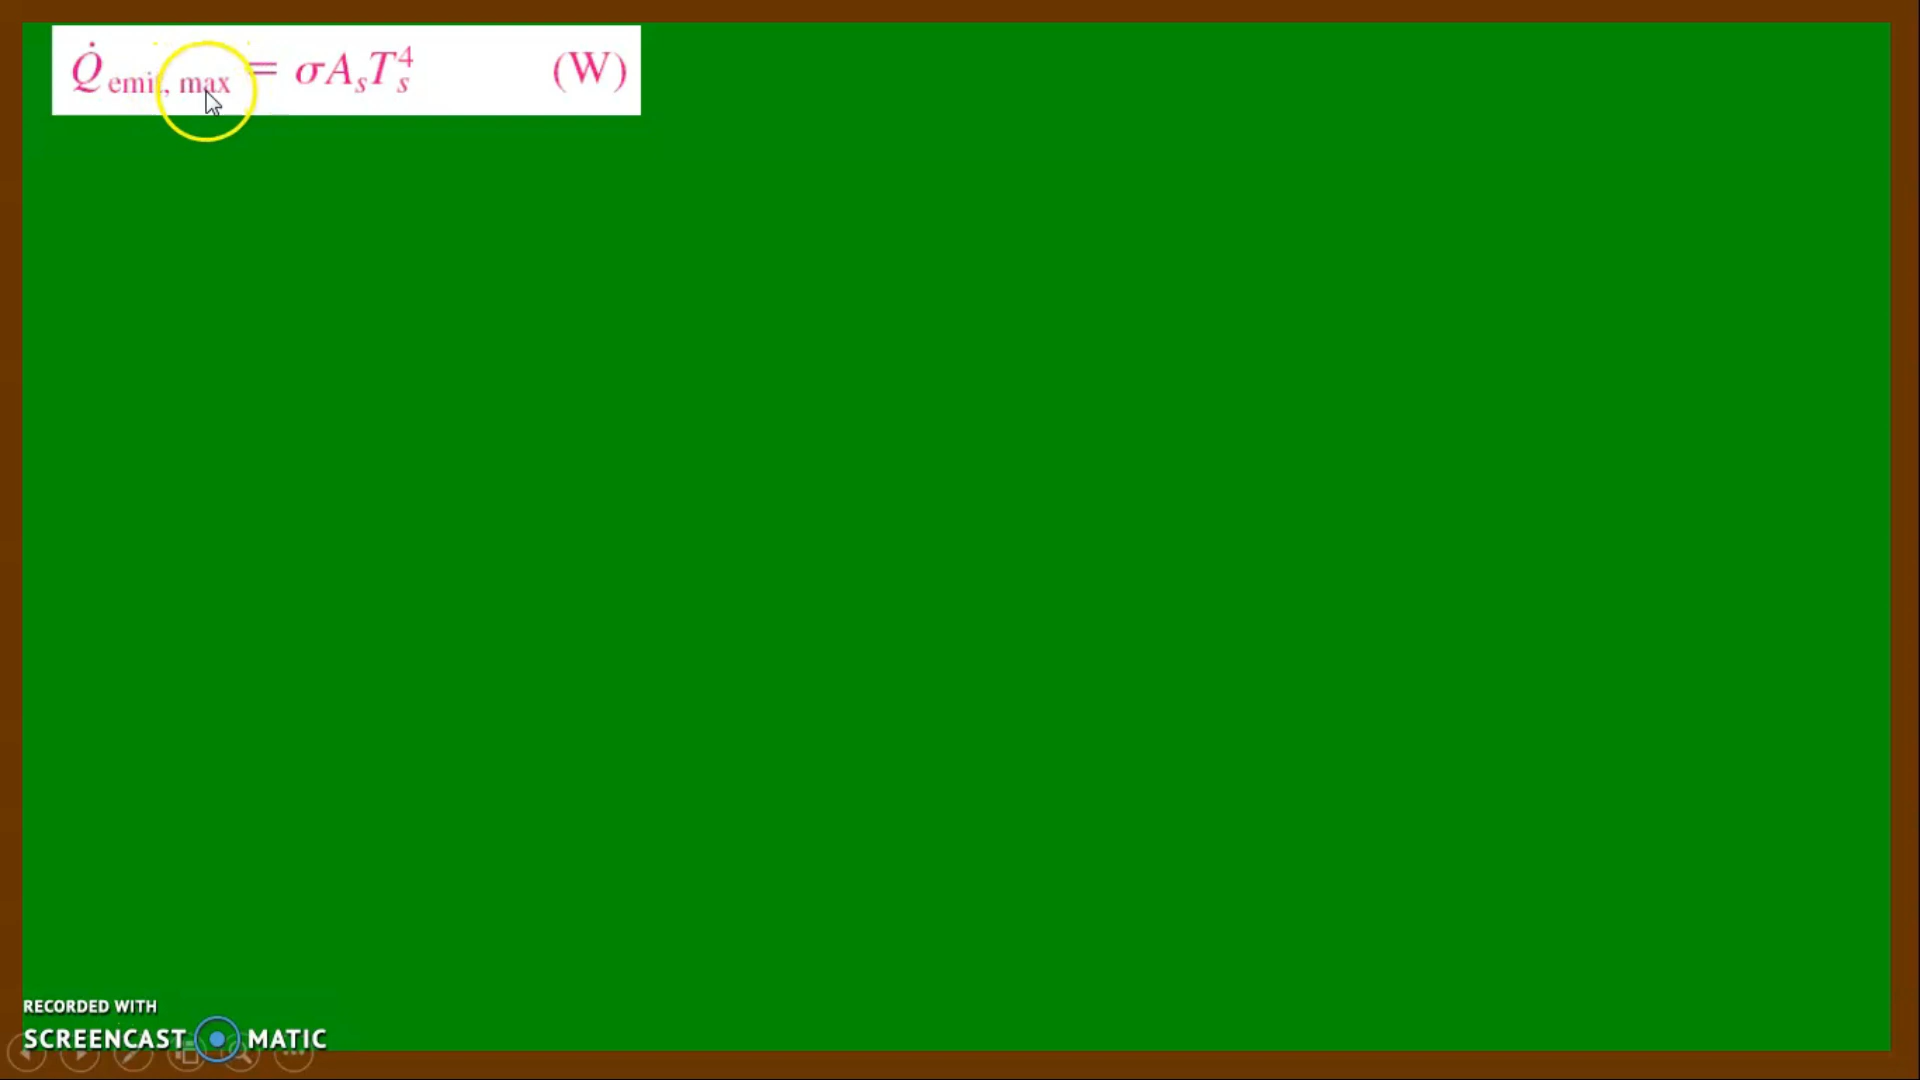 Q̇ emit, max = σAₛTₛ⁴ (W)
RECORDED WITH
SCREENCAST MATIC